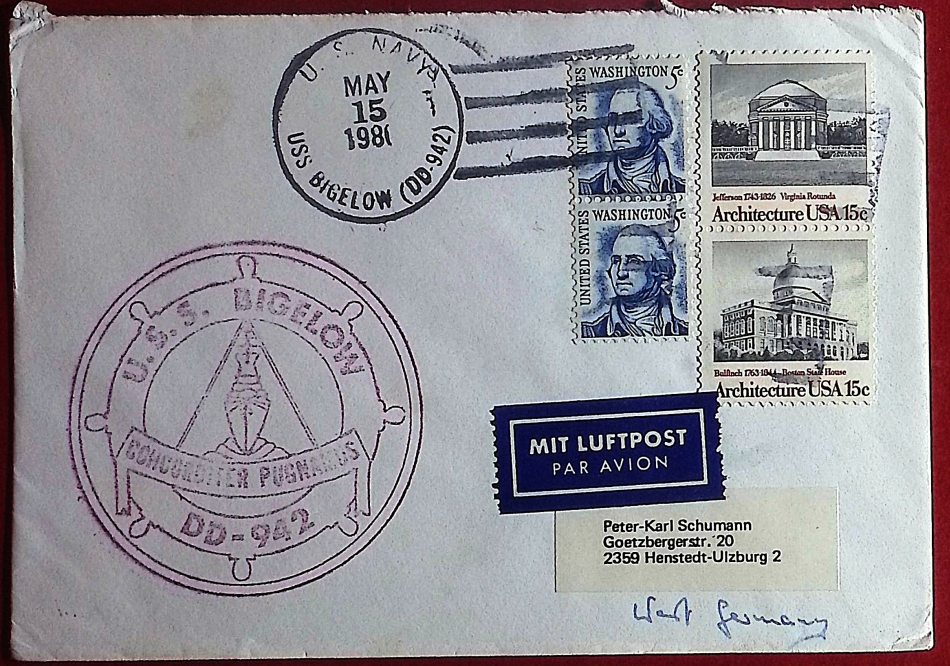 U. S. NAVY
MAY
15
198
USS BIGELOW (DD-942)
UNITED STATES
WASHINGTON 5c
UNITED STATES
WASHINGTON 5c
Jefferson 1743-1826 Virginia Rotunda
Architecture USA 15c
Bulfinch 1763-1844 Boston State House
Architecture USA 15c
U.S.S. BIGELOW
DD-942
MIT LUFTPOST
PAR AVION
Peter-Karl Schumann
Goetzbergerstr. 20
2359 Henstedt-Ulzburg 2
West Germany